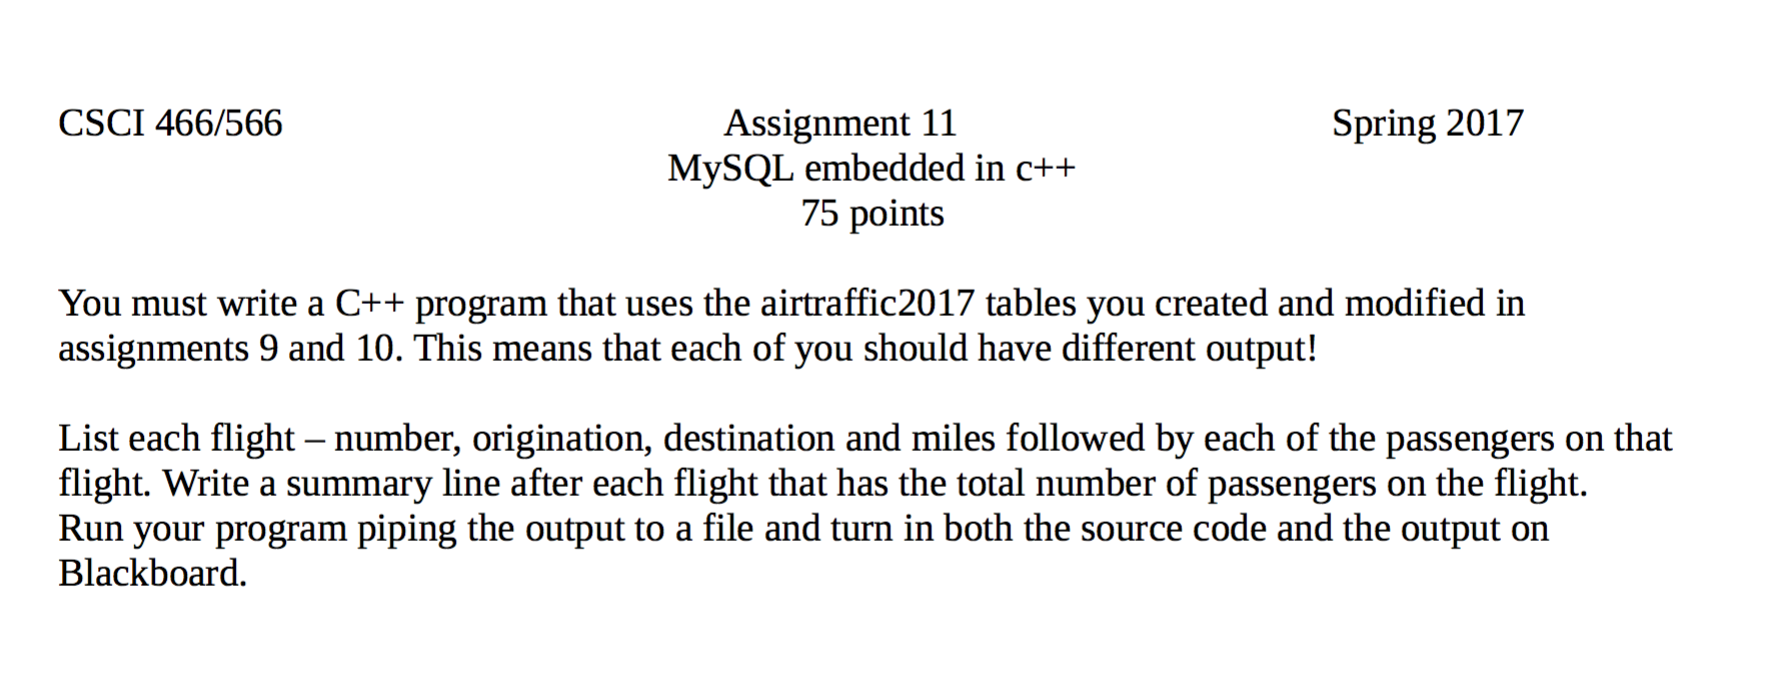 CSCI 466/566 Assignment 11 Spring 2017
MySQL embedded in c++
75 points
You must write a C++ program that uses the airtraffic2017 tables you created and modified in
assignments 9 and 10. This means that each of you should have different output!
List each flight – number, origination, destination and miles followed by each of the passengers on that
flight. Write a summary line after each flight that has the total number of passengers on the flight.
Run your program piping the output to a file and turn in both the source code and the output on
Blackboard.